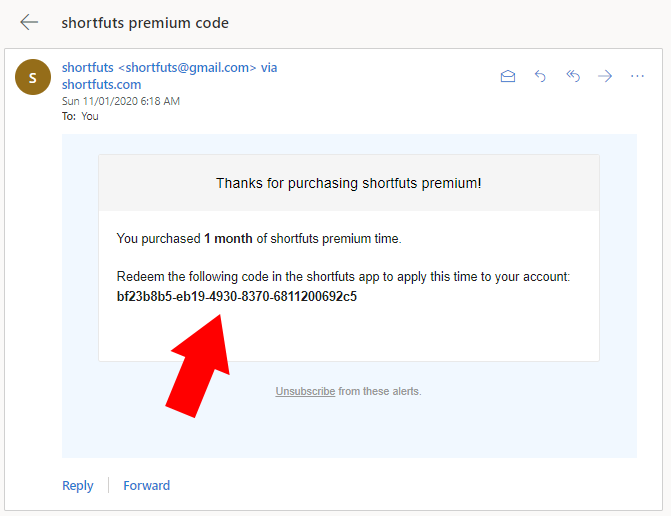 shortfuts premium code
S
shortfuts <shortfuts@gmail.com> via
shortfuts.com
Sun 11/01/2020 6:18 AM
To: You
Thanks for purchasing shortfuts premium!
You purchased 1 month of shortfuts premium time.
Redeem the following code in the shortfuts app to apply this time to your account:
bf23b8b5-eb19-4930-8370-6811200692c5
Unsubscribe from these alerts.
Reply
Forward